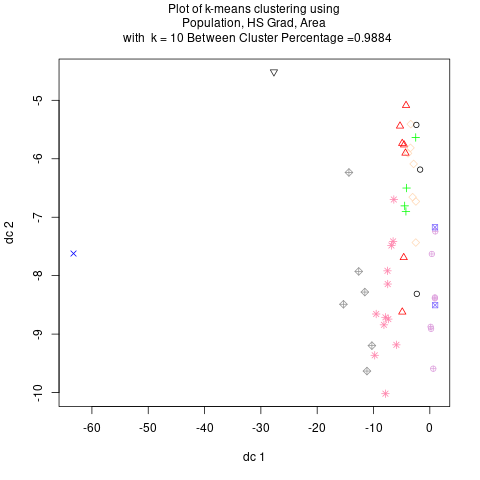 Plot of k-means clustering using
Population, HS Grad, Area
with k = 10 Between Cluster Percentage =0.9884
dc 2
-5
-6
-7
-8
-9
-10
-60
-50
-40
-30
-20
-10
0
dc 1